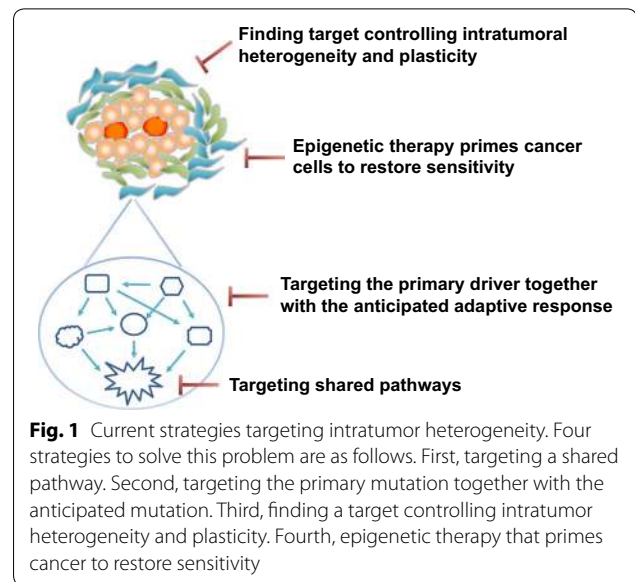 Finding target controlling intratumoral
heterogeneity and plasticity
Epigenetic therapy primes cancer
cells to restore sensitivity
Targeting the primary driver together
with the anticipated adaptive response
Targeting shared pathways
Fig. 1 Current strategies targeting intratumor heterogeneity. Four
strategies to solve this problem are as follows. First, targeting a shared
pathway. Second, targeting the primary mutation together with the
anticipated mutation. Third, finding a target controlling intratumor
heterogeneity and plasticity. Fourth, epigenetic therapy that primes
cancer to restore sensitivity